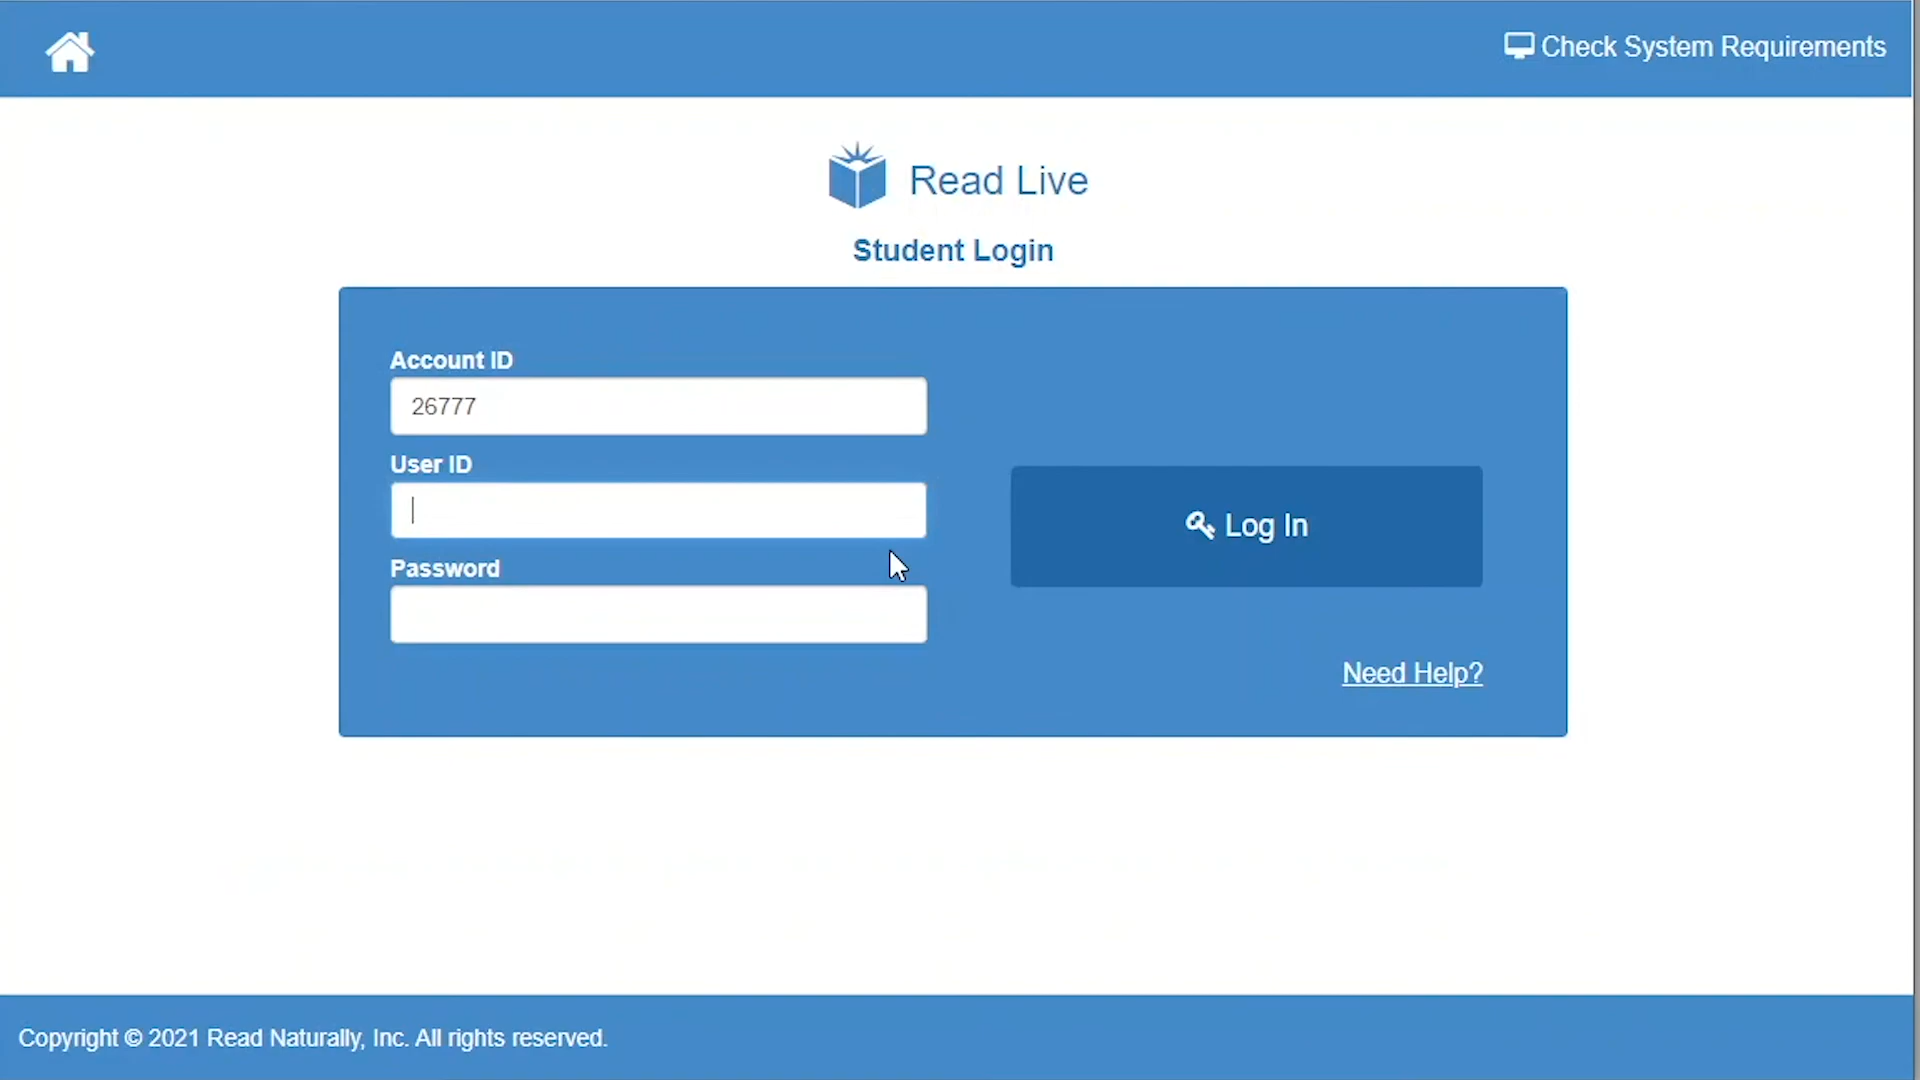 Check System Requirements
Read Live
Student Login
Account ID
26777
User ID
Password
Log In
Need Help?
Copyright © 2021 Read Naturally, Inc. All rights reserved.